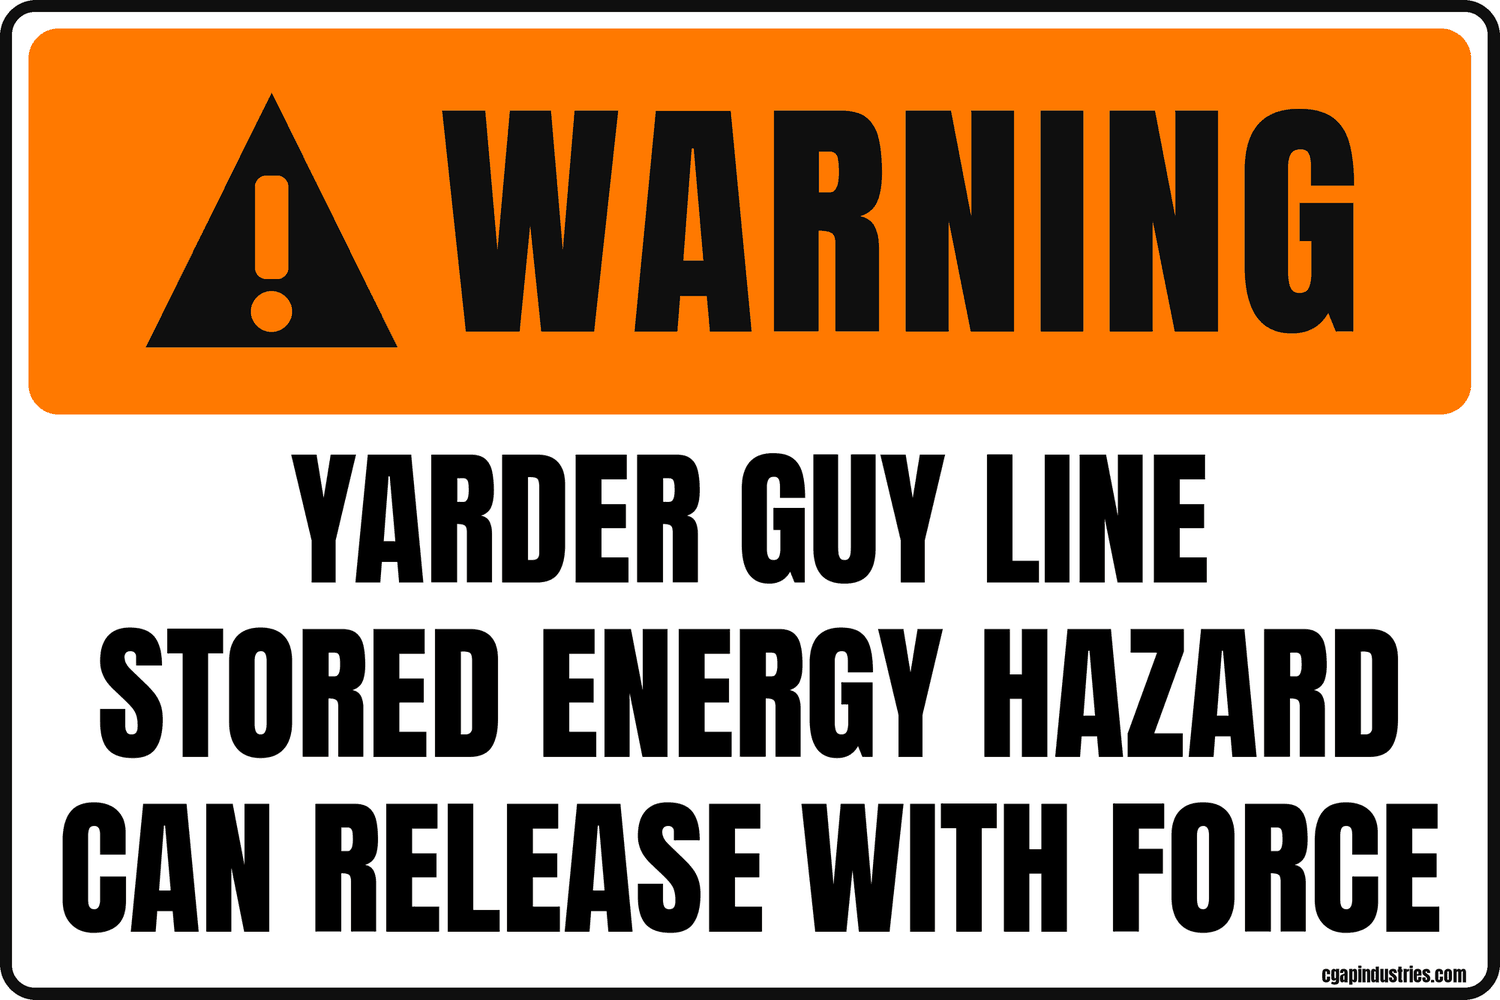 WARNING
YARDER GUY LINE
STORED ENERGY HAZARD
CAN RELEASE WITH FORCE
cgapindustries.com